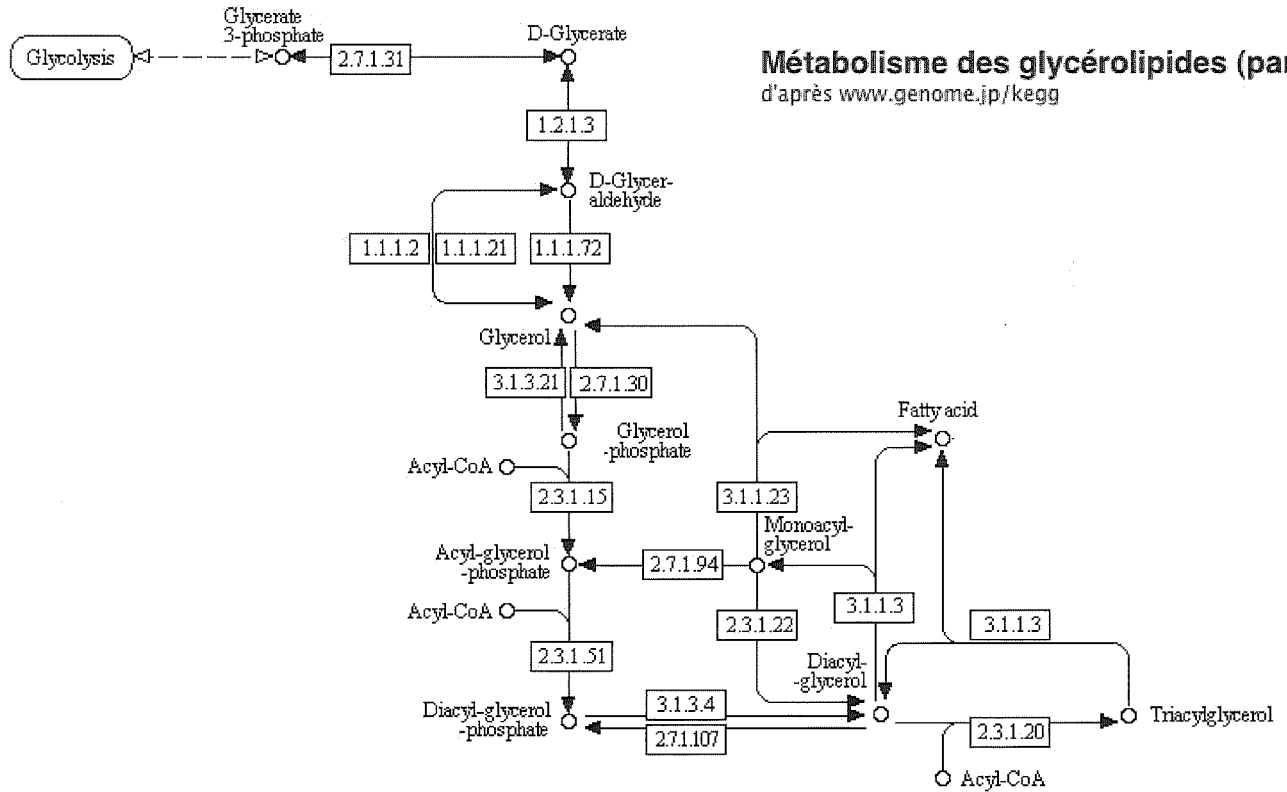 Glycerate
3-phosphate
D-Glycerate
Glycolysis
2.7.1.31
Métabolisme des glycérolipides (par
d'après www.genome.jp/kegg
1.2.1.3
D-Glycer-
aldehyde
1.1.1.2
1.1.1.21
1.1.1.72
Glycerol
3.1.3.21
2.7.1.30
Fatty acid
Glycerol
-phosphate
Acyl-CoA
2.3.1.15
3.1.1.23
Monoacyl-
glycerol
Acyl-glycerol
-phosphate
2.7.1.94
Acyl-CoA
2.3.1.22
3.1.1.3
3.1.1.3
2.3.1.51
Diacyl-
-glycerol
Diacyl-glycerol
-phosphate
3.1.3.4
2.7.1.107
2.3.1.20
Triacylglycerol
Acyl-CoA